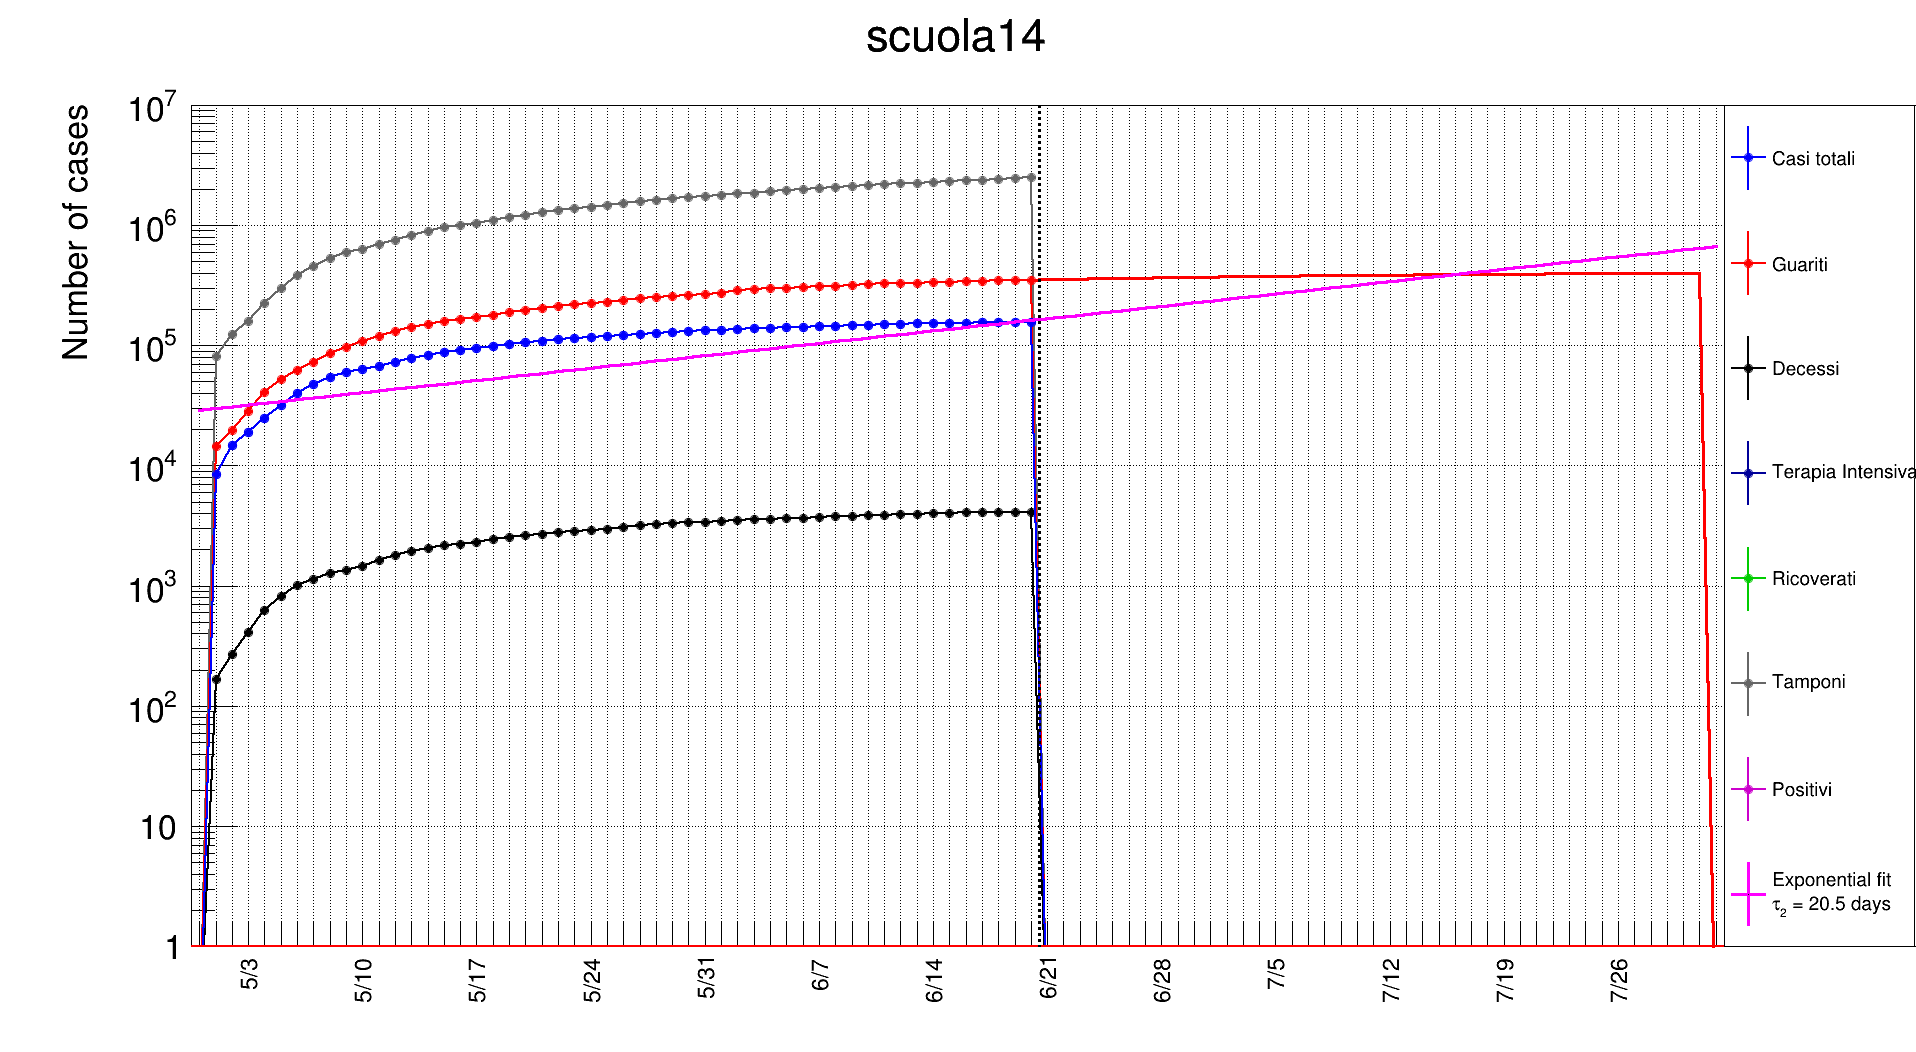 scuola14
Number of cases
10^7
10^6
10^5
10^4
10^3
10^2
10
1
5/3
5/10
5/17
5/24
5/31
6/7
6/14
6/21
6/28
7/5
7/12
7/19
7/26
Casi totali
Guariti
Decessi
Terapia Intensiva
Ricoverati
Tamponi
Positivi
Exponential fit
τ₂ = 20.5 days